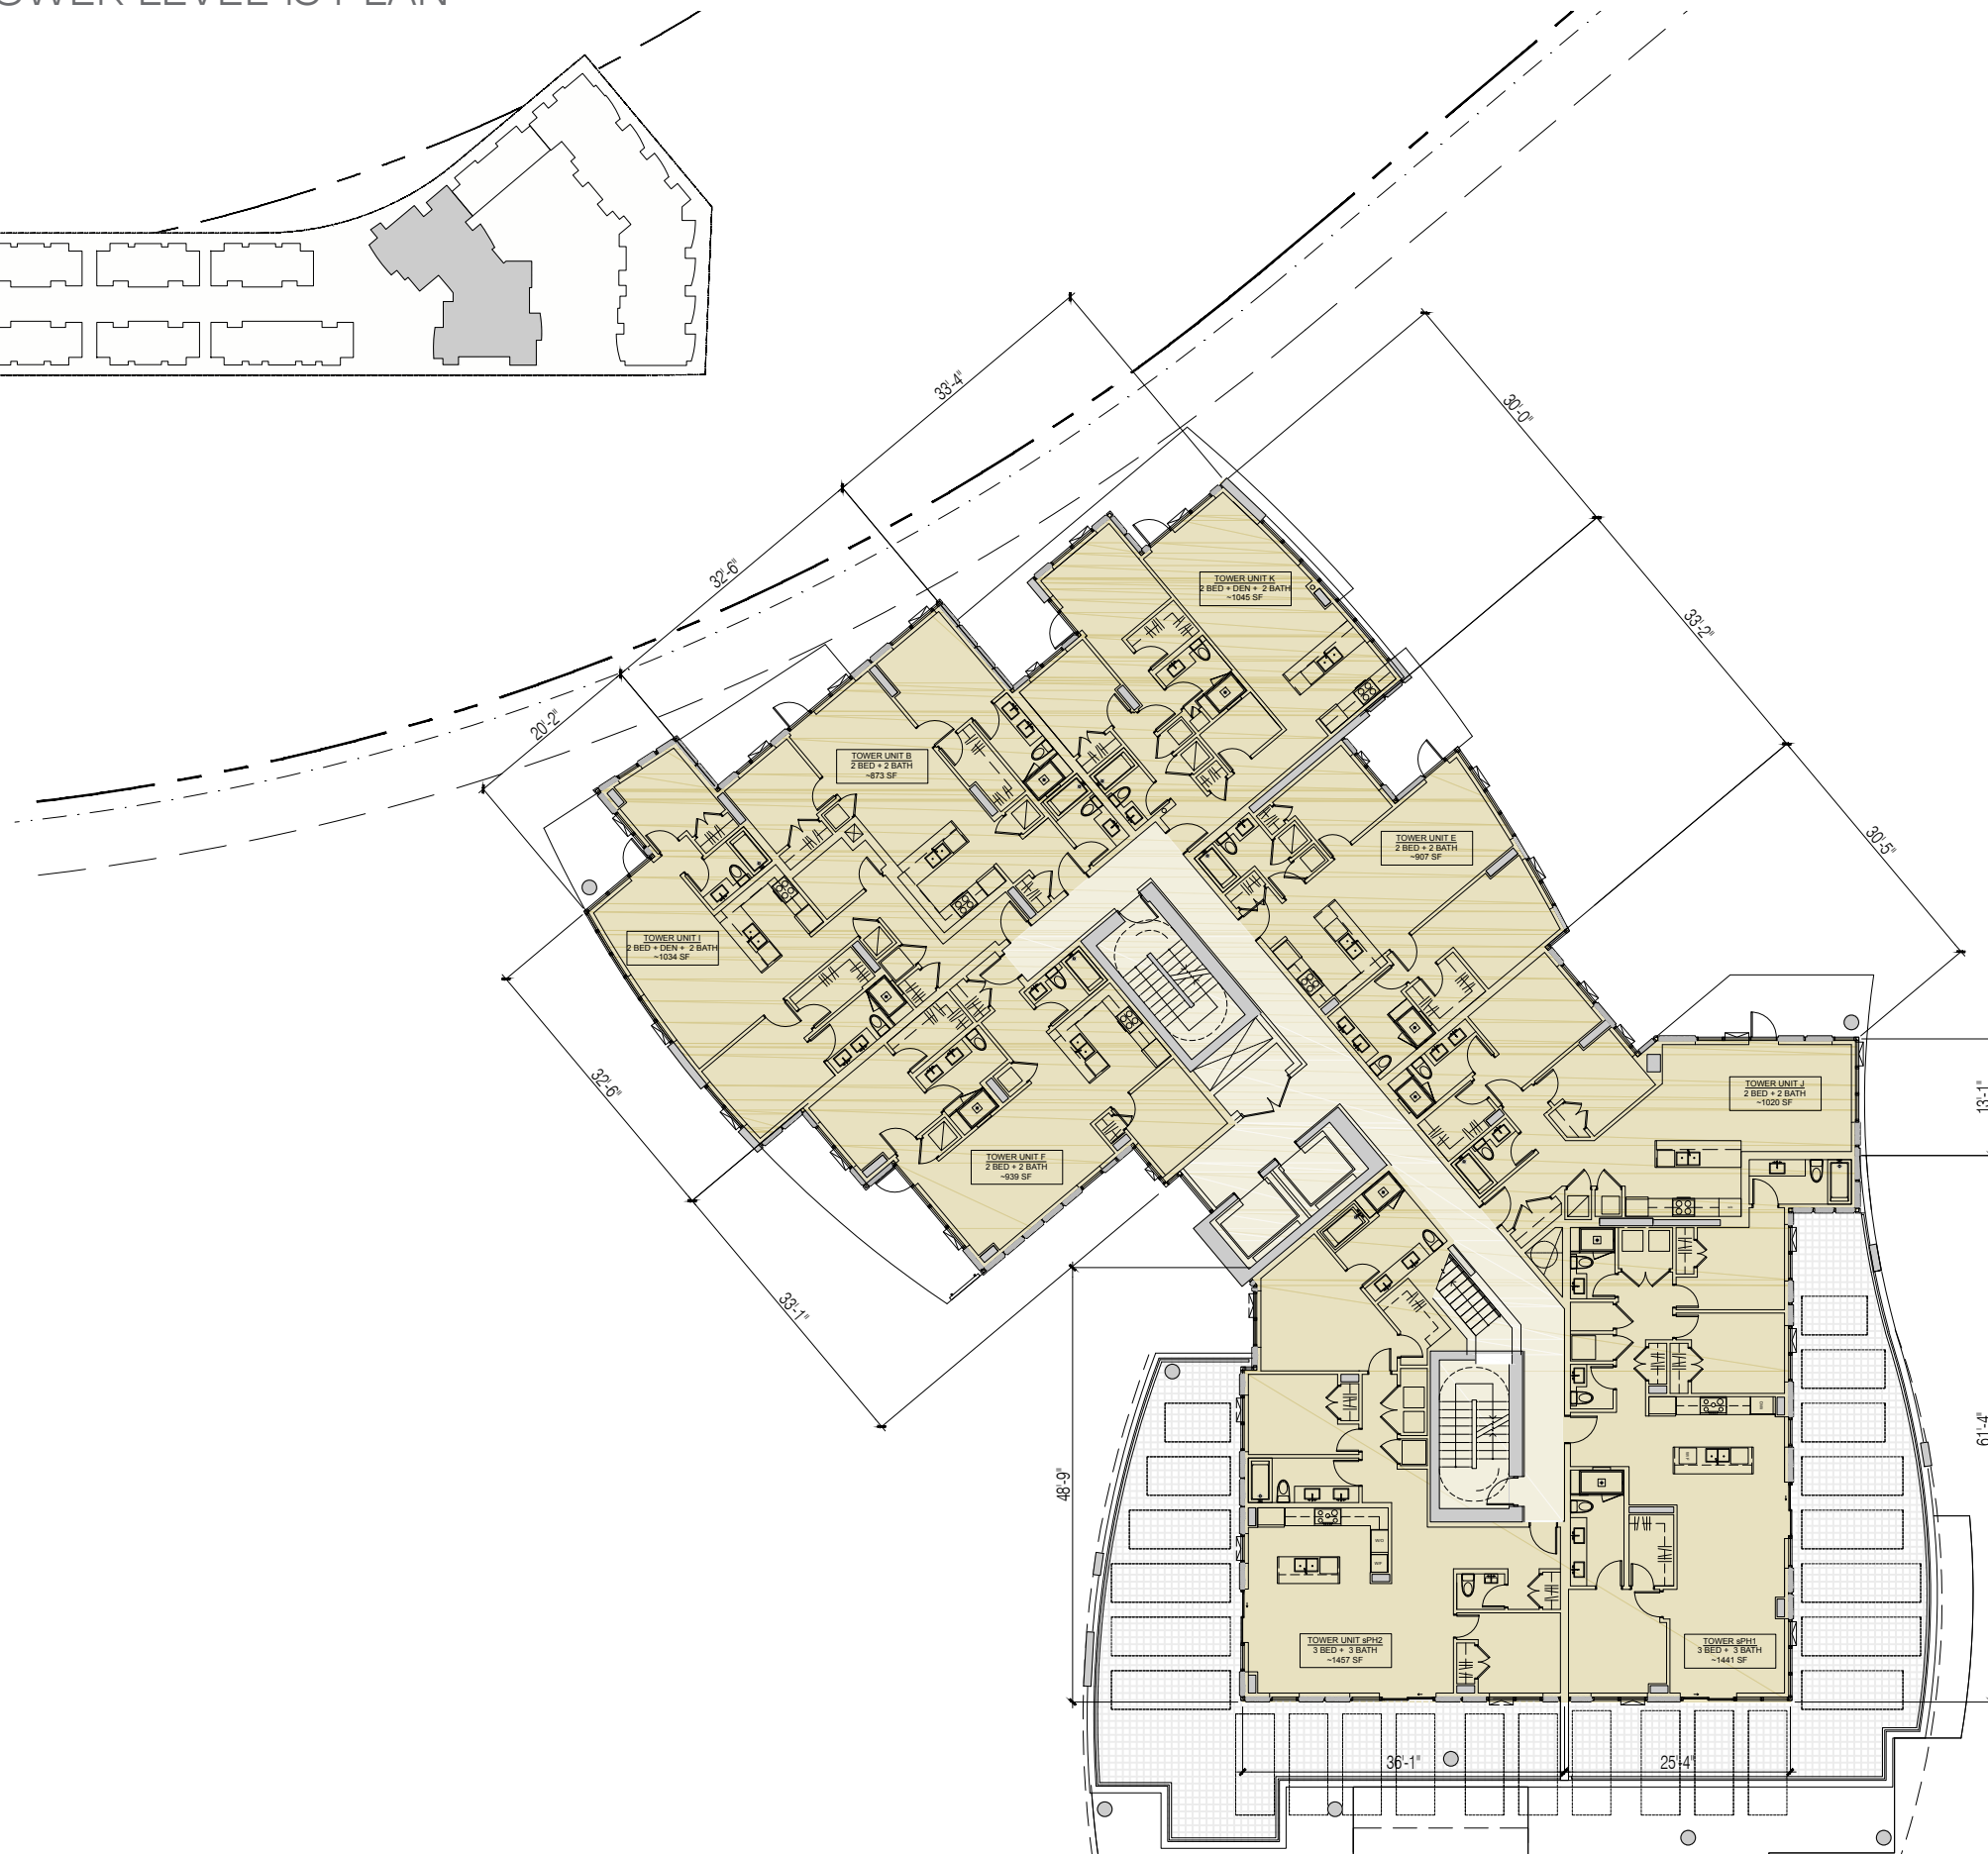 33'-4"
30'-0"
32'-6"
TOWER UNIT K
2 BED + DEN + 2 BATH
~1045 SF
33'-2"
20'-2"
TOWER UNIT B
2 BED + 2 BATH
~873 SF
TOWER UNIT E
2 BED + 2 BATH
~907 SF
30'-5"
TOWER UNIT I
2 BED + DEN + 2 BATH
~1034 SF
32'-6"
TOWER UNIT J
2 BED + 2 BATH
~1020 SF
13'-1"
TOWER UNIT F
2 BED + 2 BATH
~939 SF
33'-1"
48'-9"
61'-4"
TOWER UNIT sPH2
3 BED + 3 BATH
~1457 SF
TOWER sPH1
3 BED + 3 BATH
~1441 SF
36'-1"
25'-4"